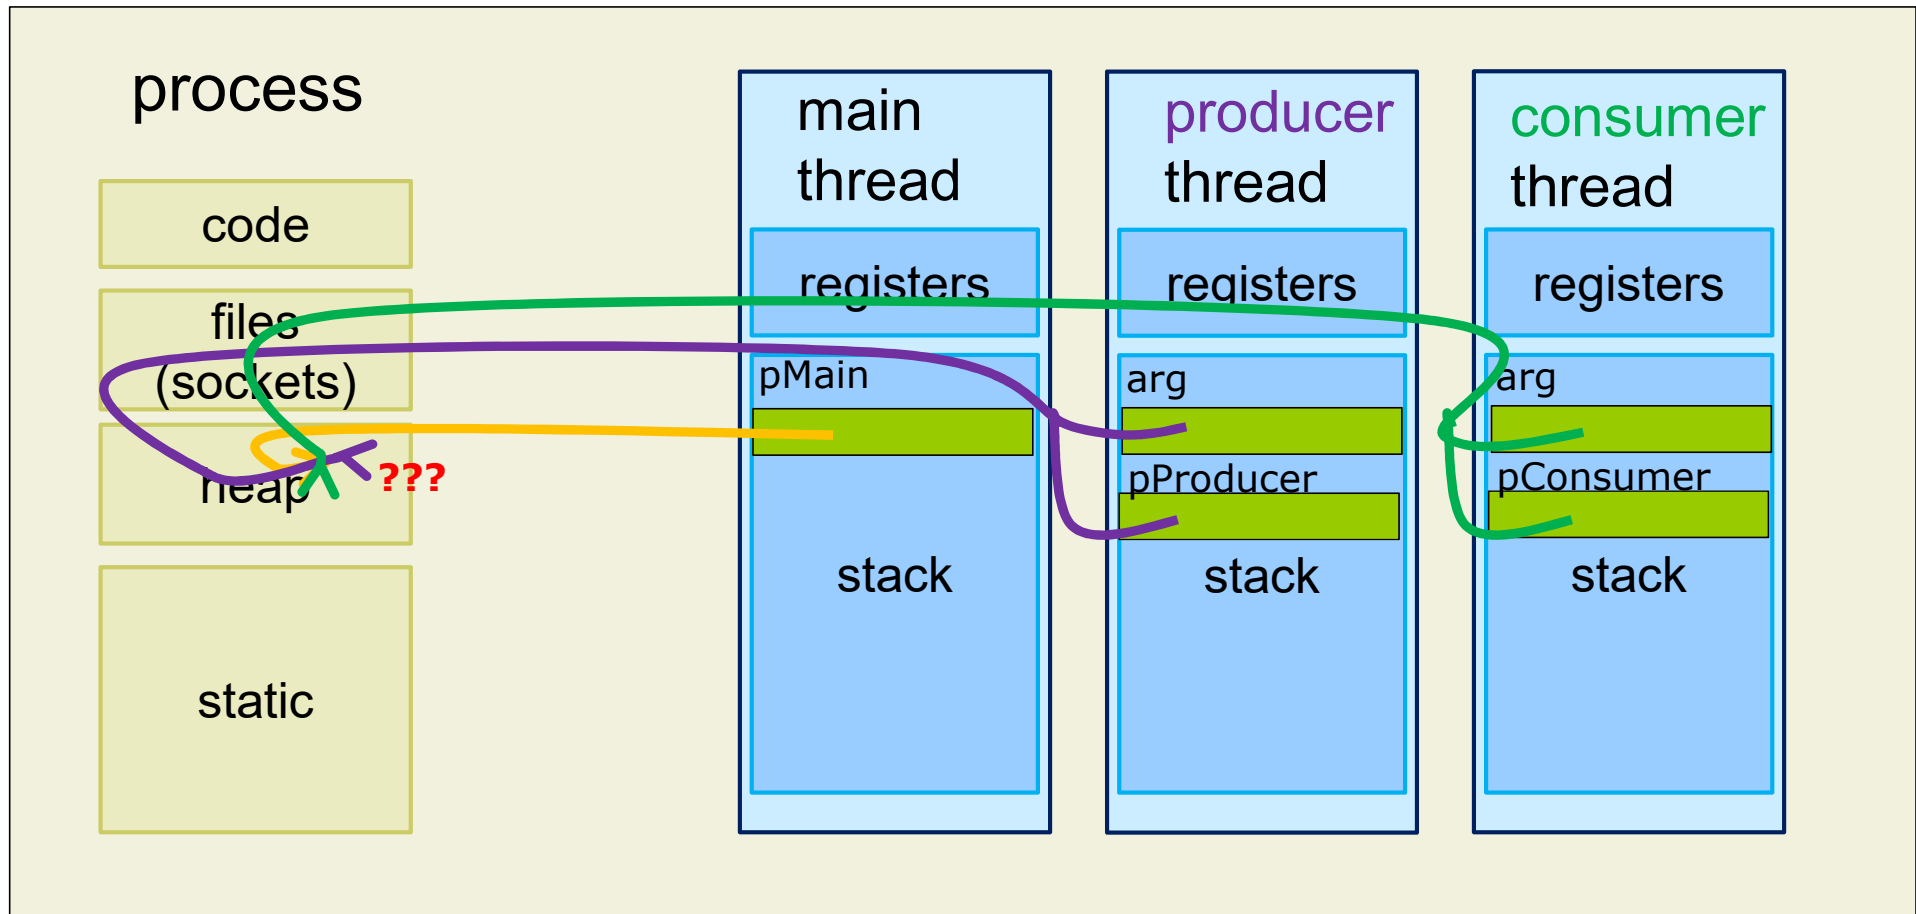 process
code
files
(sockets)
heap
???
static
main
thread
registers
pMain
stack
producer
thread
registers
arg
pProducer
stack
consumer
thread
registers
arg
pConsumer
stack